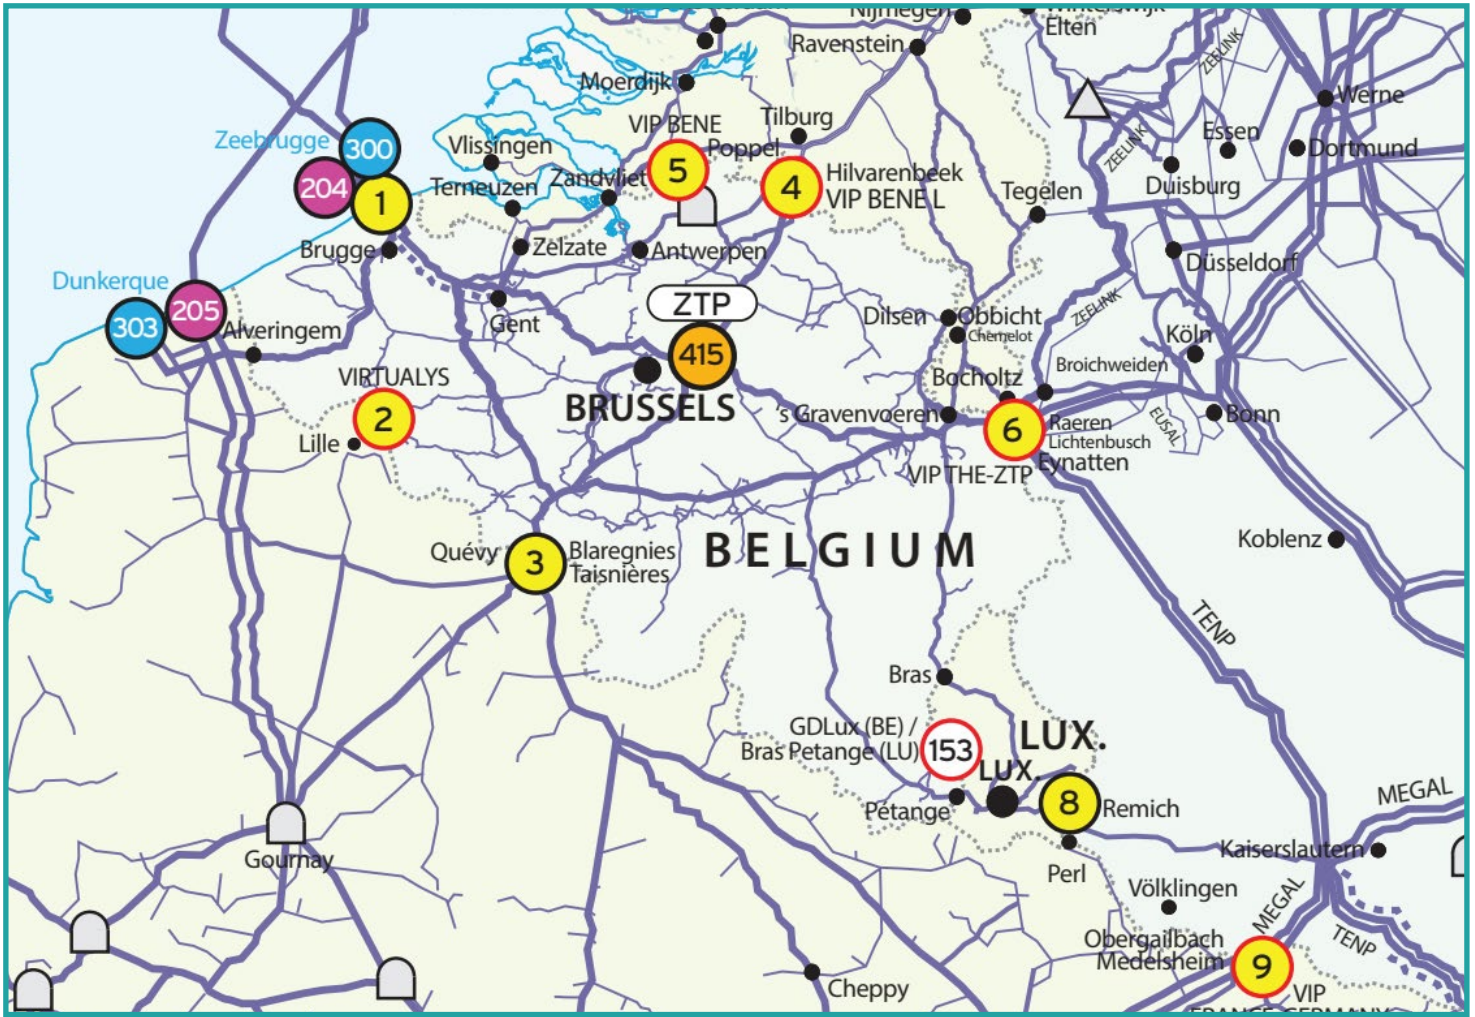 Nijmegen
Elten
Ravenstein
ZEELINK
Moerdijk
Werne
Tilburg
VIP BENE
Zeebrugge
300
Vlissingen
Poppel
ZEELINK
Essen
Dortmund
5
204
1
Terneuzen
Zandvliet
4
Hilvarenbeek
VIP BENE L
Tegelen
Duisburg
Brugge
Zelzate
Antwerpen
Düsseldorf
Dunkerque
303
205
Alveringem
Gent
ZTP
415
Dilsen
Obbicht
Chemelot
ZEELINK
Köln
VIRTUALYS
2
BRUSSELS
Bocholtz
Broichweiden
Lille
's Gravenvoeren
6
Raeren
Lichtenbusch
Eynatten
EUSAL
Bonn
VIP THE-ZTP
Quévy
3
Blaregnies
Taisnières
BELGIUM
Koblenz
TENP
Bras
GDLux (BE) /
Bras Petange (LU)
153
LUX.
LUX.
Pétange
8
Remich
MEGAL
Gournay
Perl
Kaiserslautern
Völklingen
MEGAL
Obergailbach
Medelsheim
9
TENP
Cheppy
VIP
FRANCE-GERMANY